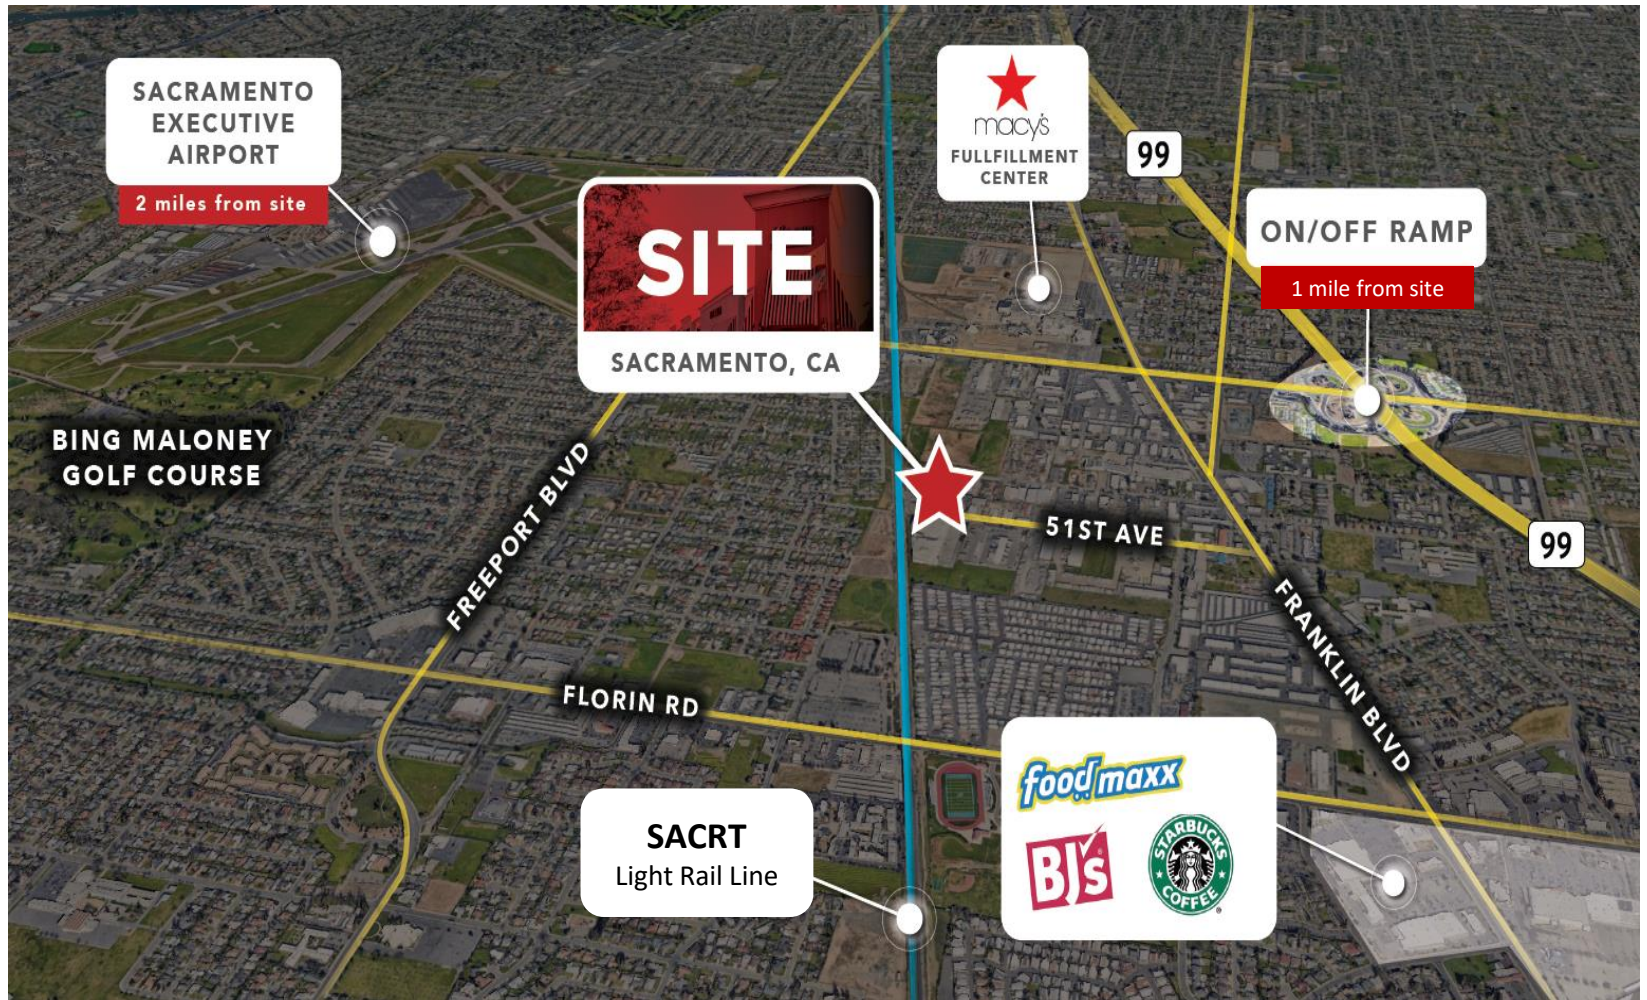 SACRAMENTO
EXECUTIVE
AIRPORT
2 miles from site
macy's
FULLFILLMENT
CENTER
99
ON/OFF RAMP
1 mile from site
SITE
SACRAMENTO, CA
BING MALONEY
GOLF COURSE
FREEPORT BLVD
51ST AVE
99
FRANKLIN BLVD
FLORIN RD
SACRT
Light Rail Line
food maxx
BJ's
STARBUCKS
COFFEE